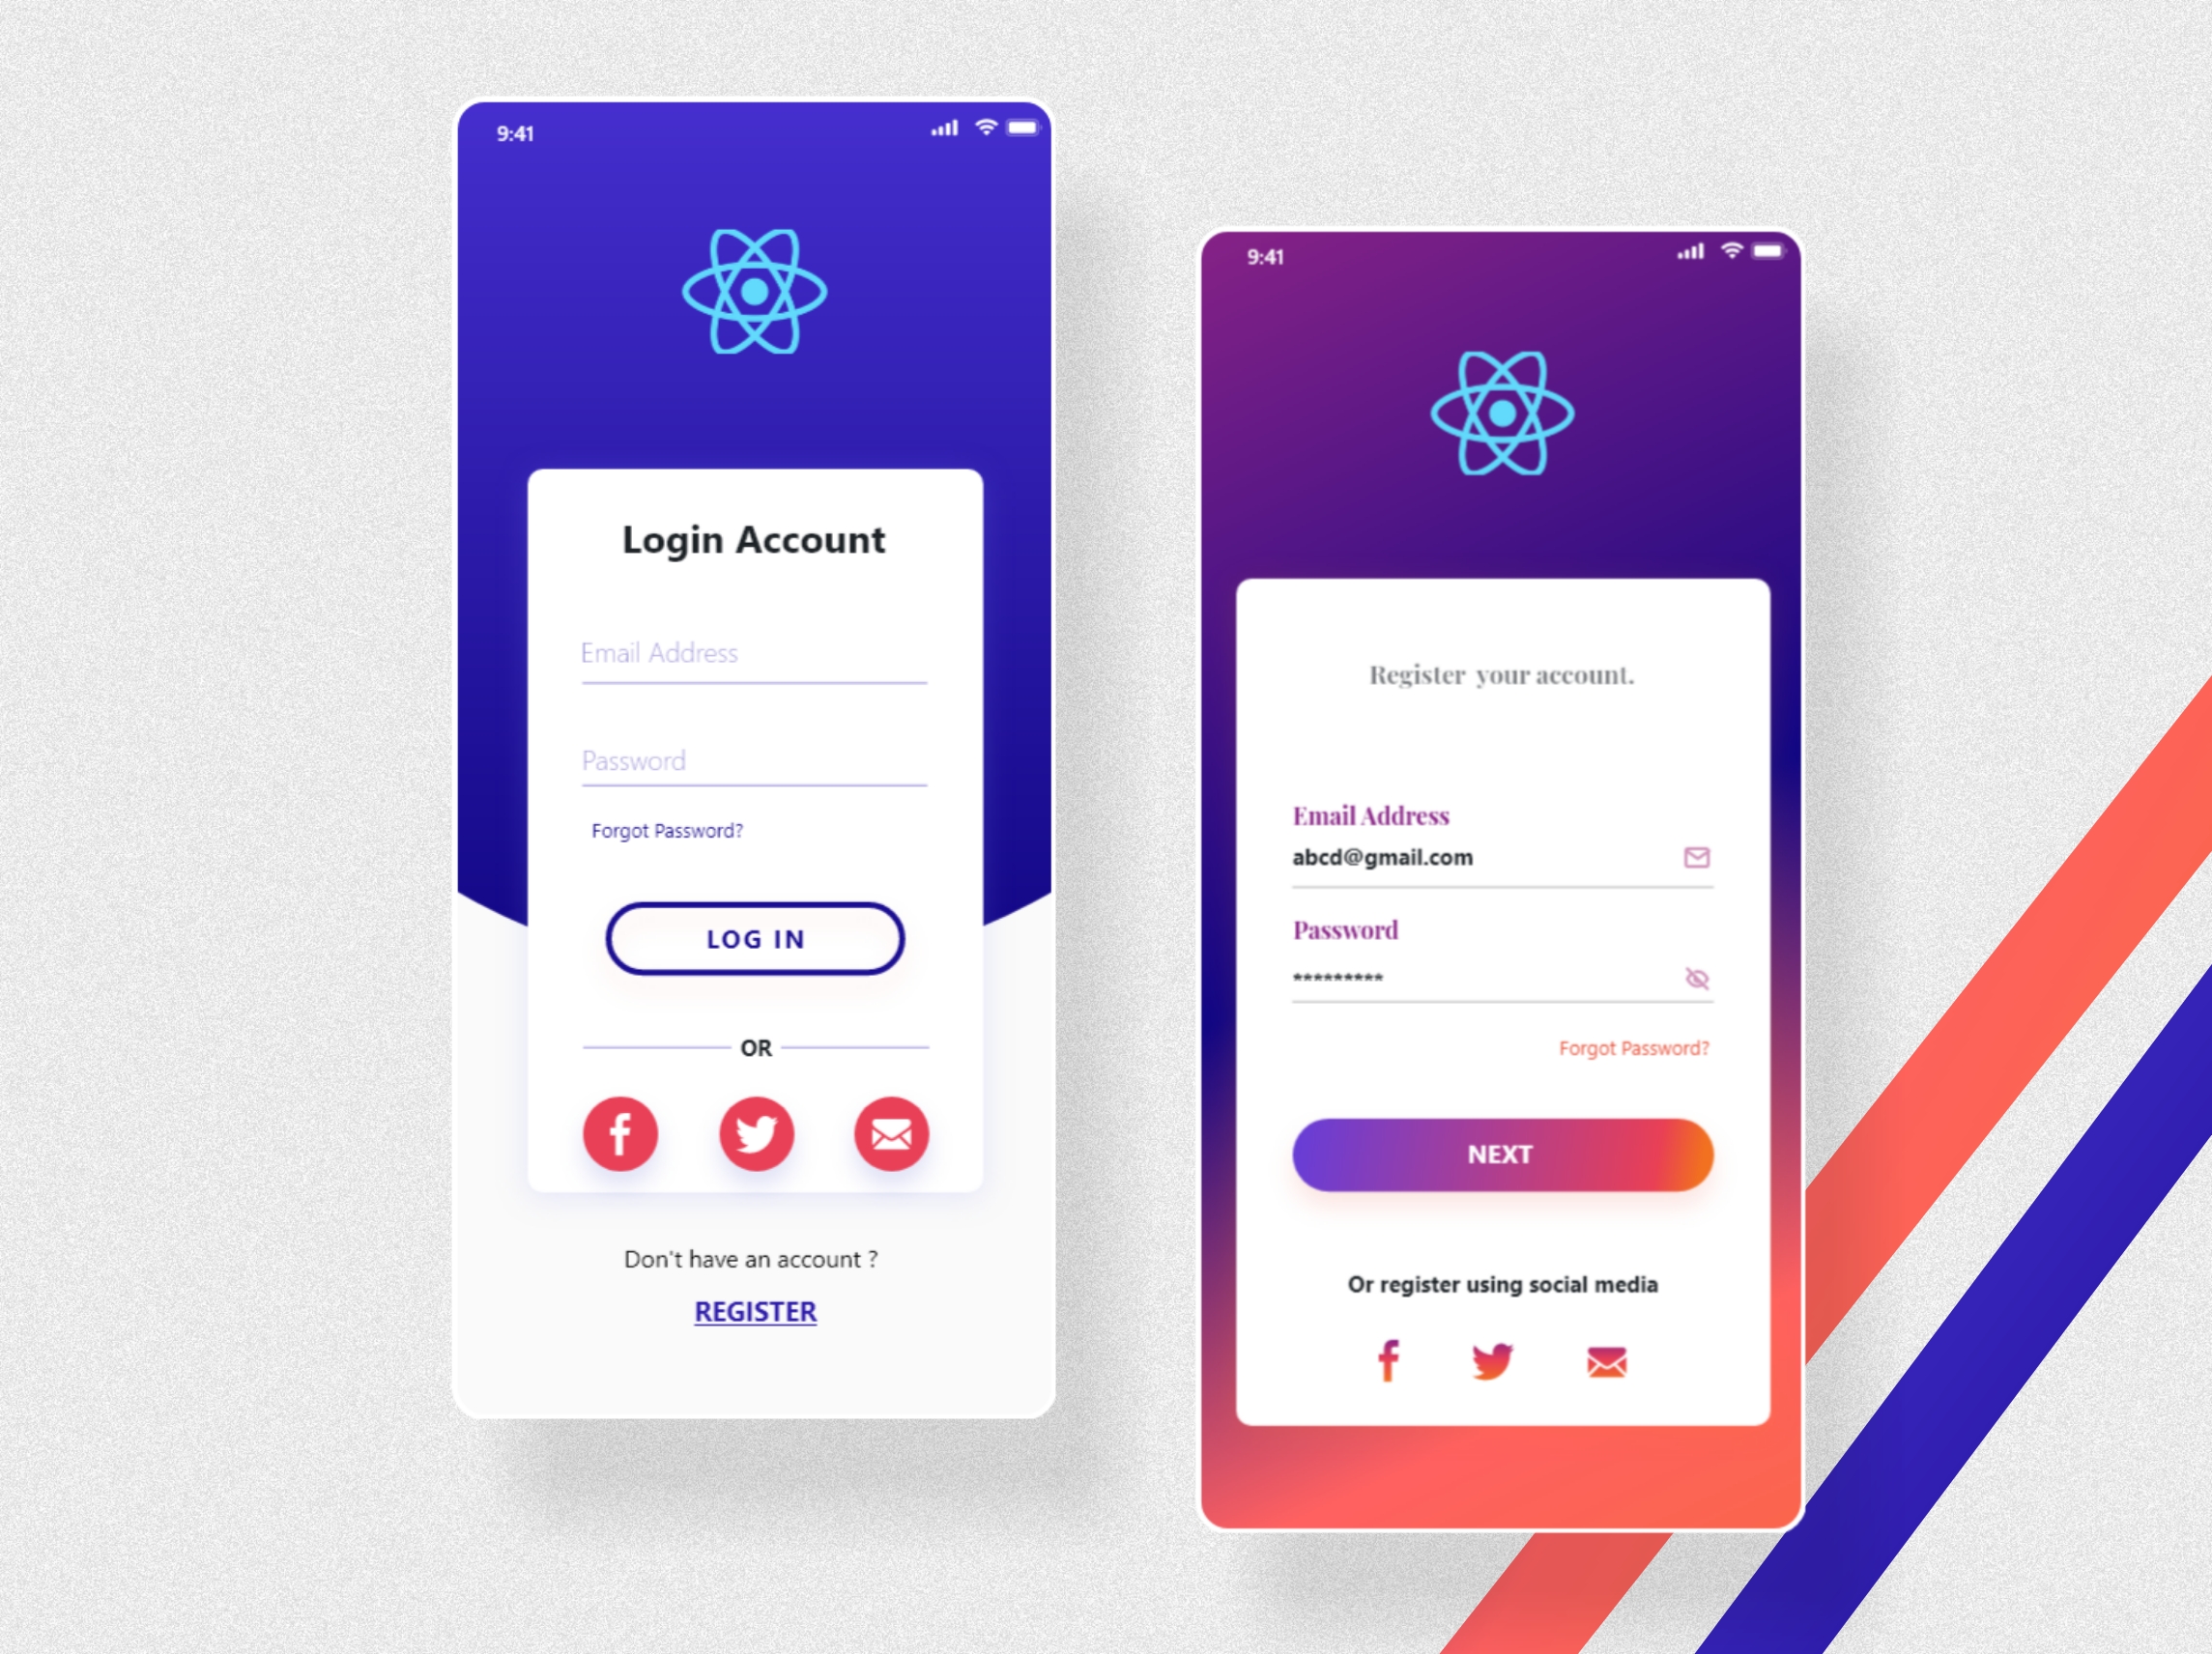 9:41
Login Account
Email Address
Password
Forgot Password?
LOG IN
OR
Don't have an account ?
REGISTER
9:41
Register your account.
Email Address
abcd@gmail.com
Password
*********
Forgot Password?
NEXT
Or register using social media